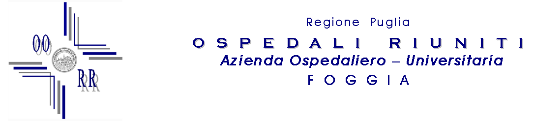 OO
RR
Regione Puglia
OSPEDALI RIUNITI
Azienda Ospedaliero – Universitaria
FOGGIA